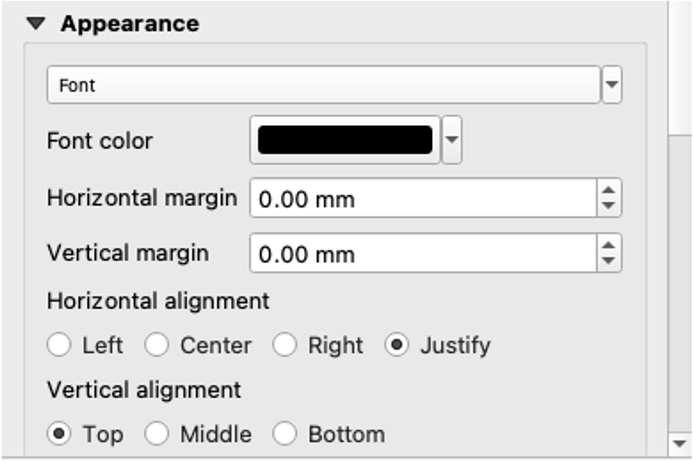 Appearance
Font
Font color
Horizontal margin 0.00 mm
Vertical margin 0.00 mm
Horizontal alignment
Left Center Right Justify
Vertical alignment
Top Middle Bottom